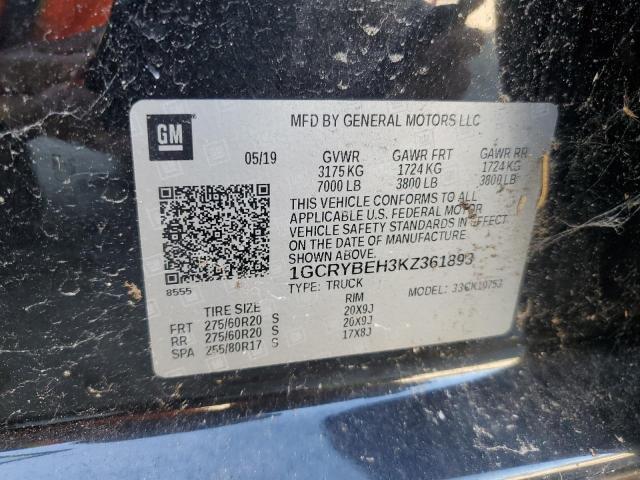 GM
MFD BY GENERAL MOTORS LLC
05/19 GVWR GAWR FRT GAWR RR
3175 KG 1724 KG 1724 KG
7000 LB 3800 LB 3800 LB
THIS VEHICLE CONFORMS TO ALL
APPLICABLE U.S. FEDERAL MOTOR
VEHICLE SAFETY STANDARDS IN EFFECT
ON THE DATE OF MANUFACTURE
SHOWN ABOVE.
1GCRYBEH3KZ361893
8555 TYPE: TRUCK MODEL:
TIRE SIZE RIM
FRT 275/60R20 S 20X9J
RR 275/60R20 S 20X9J
SPA 255/80R17 S 17X8J